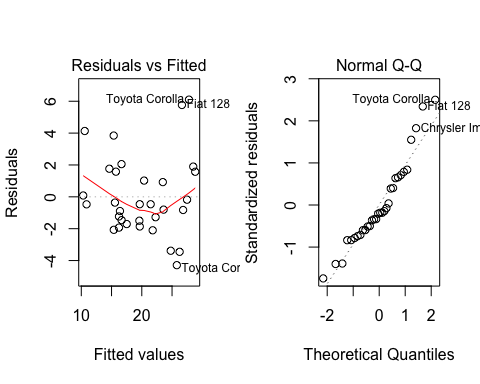 Residuals vs Fitted
Residuals
6
4
2
0
-2
-4
Toyota Corolla
Fiat 128
Toyota Cor
10
20
Fitted values
Normal Q-Q
Standardized residuals
3
2
1
0
-1
Toyota Corolla
Fiat 128
Chrysler Im
-2
0
1
2
Theoretical Quantiles